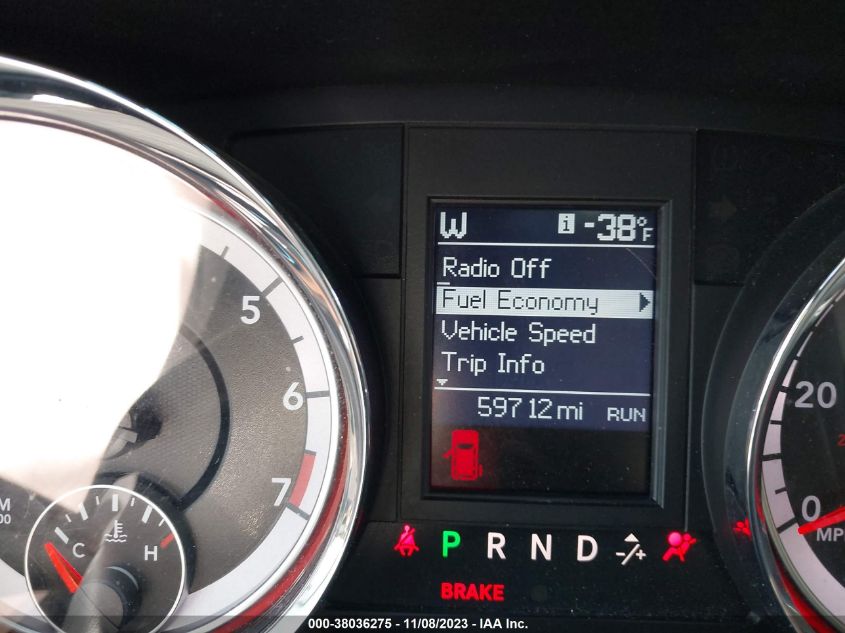 W i -38°F
Radio Off
Fuel Economy
Vehicle Speed
Trip Info
59712 mi RUN
5
6
7
C H
20
0
MP
P R N D -/+
BRAKE
000-38036275 - 11/08/2023 - IAA Inc.